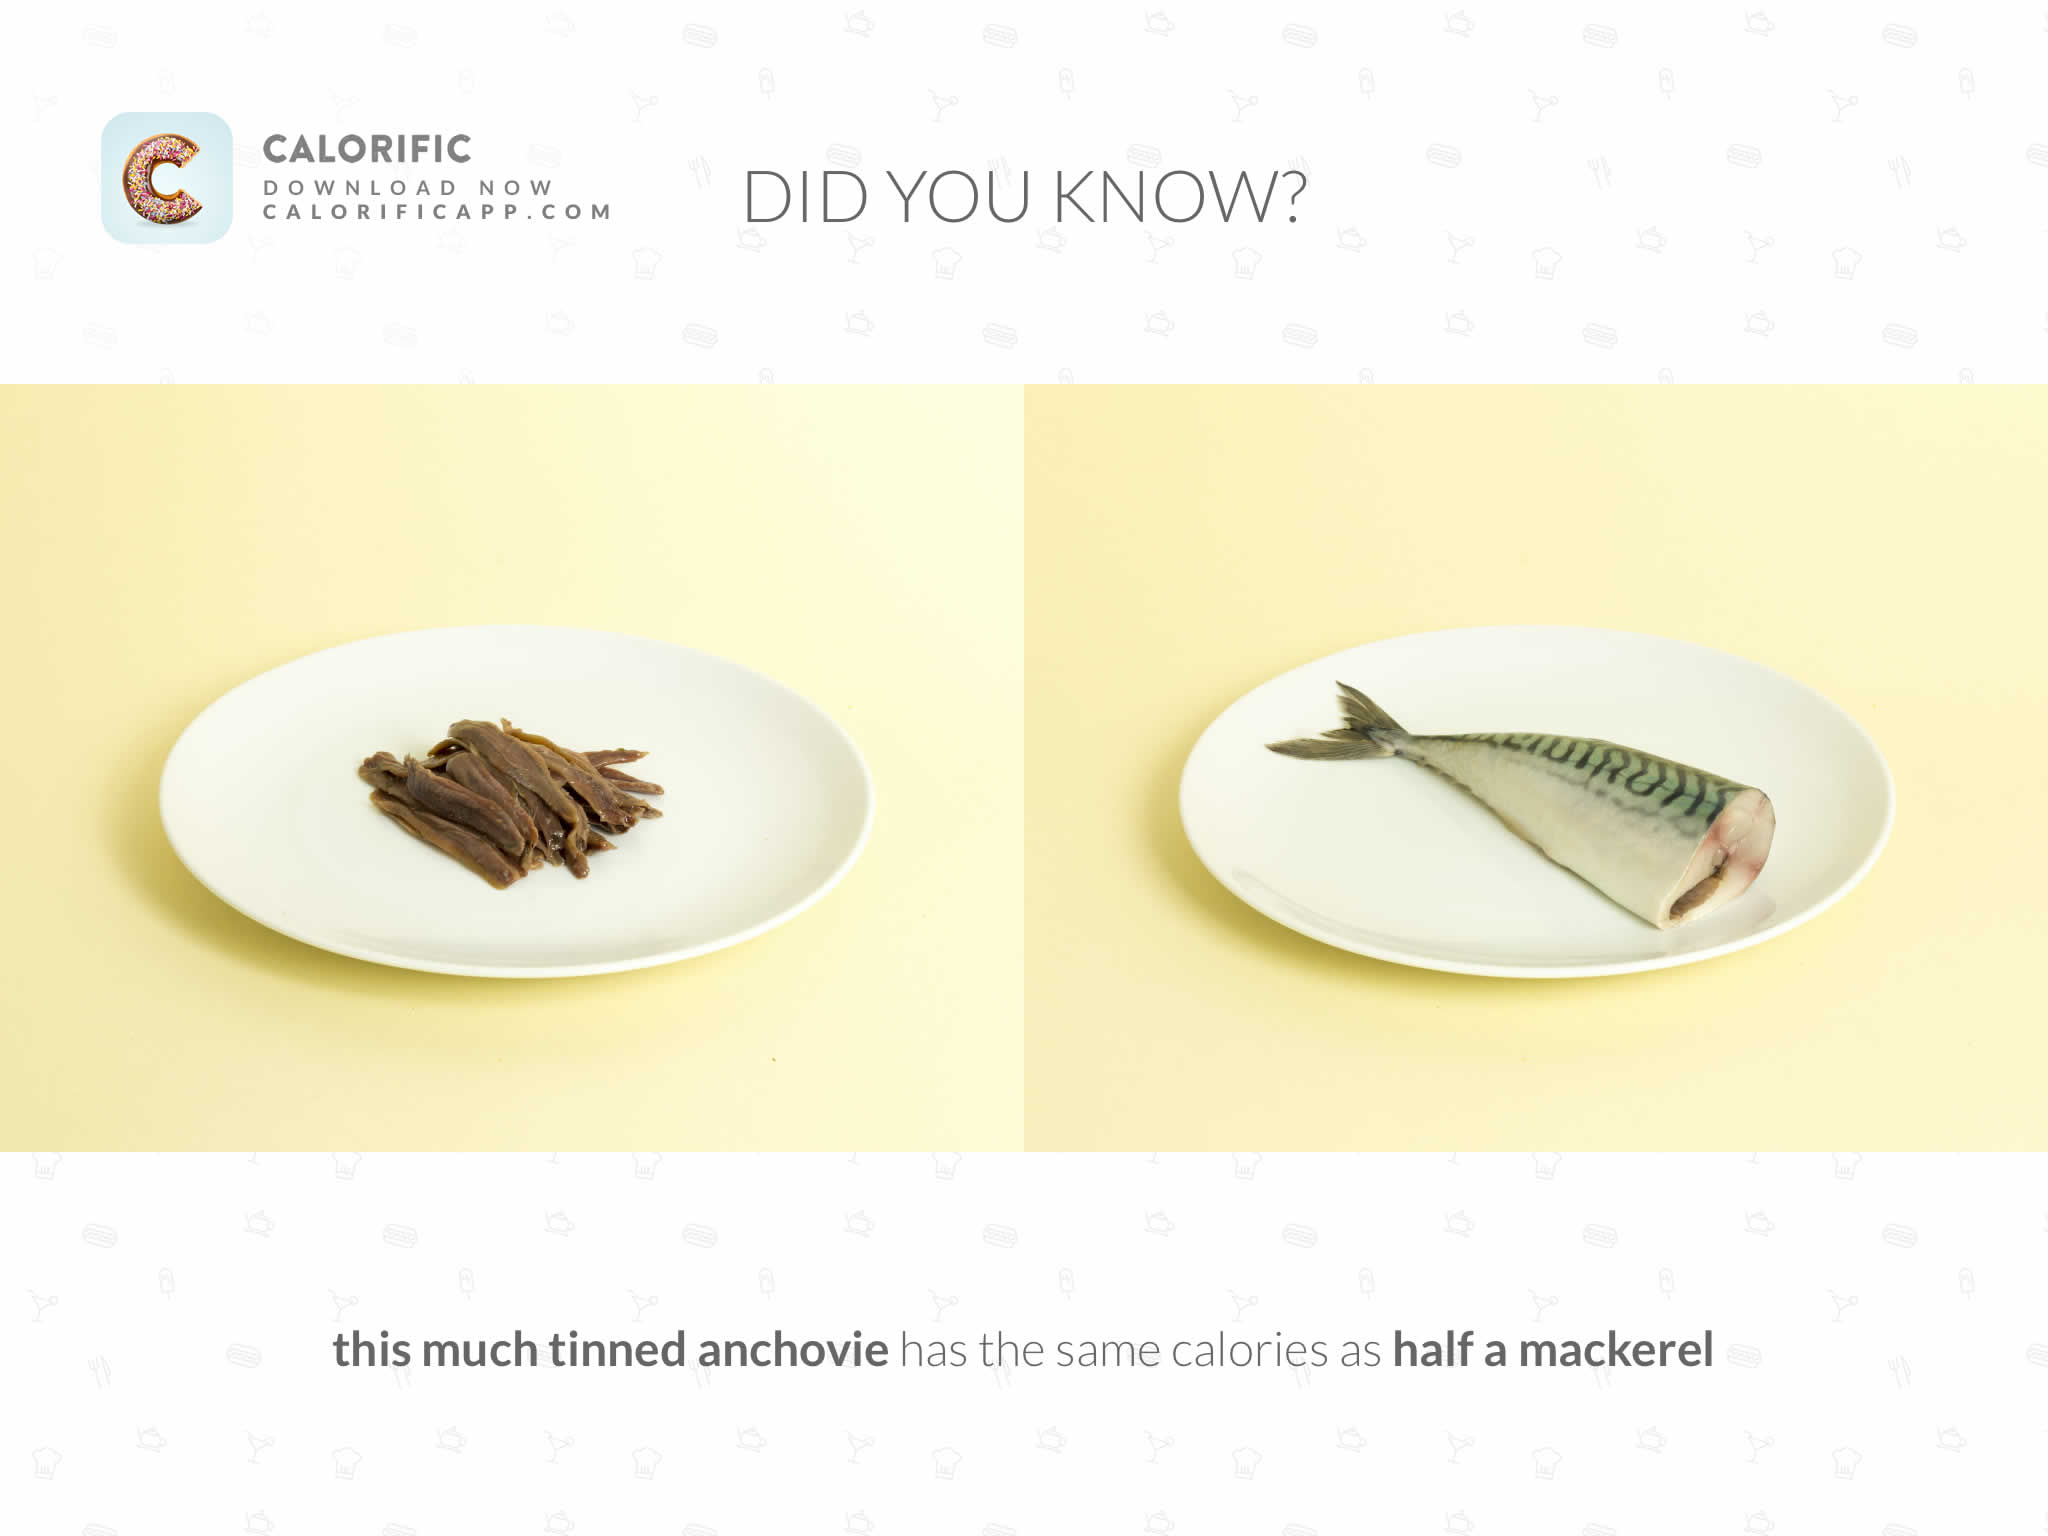 CALORIFIC
DOWNLOAD NOW
CALORIFICAPP.COM
DID YOU KNOW?
this much tinned anchovie has the same calories as half a mackerel